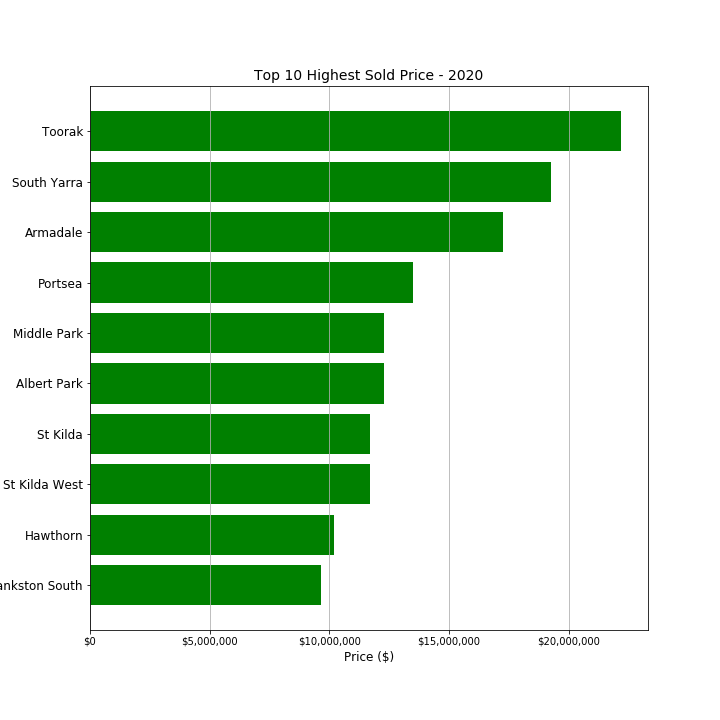 Top 10 Highest Sold Price - 2020
Toorak
South Yarra
Armadale
Portsea
Middle Park
Albert Park
St Kilda
St Kilda West
Hawthorn
ankston South
$0 $5,000,000 $10,000,000 $15,000,000 $20,000,000
Price ($)